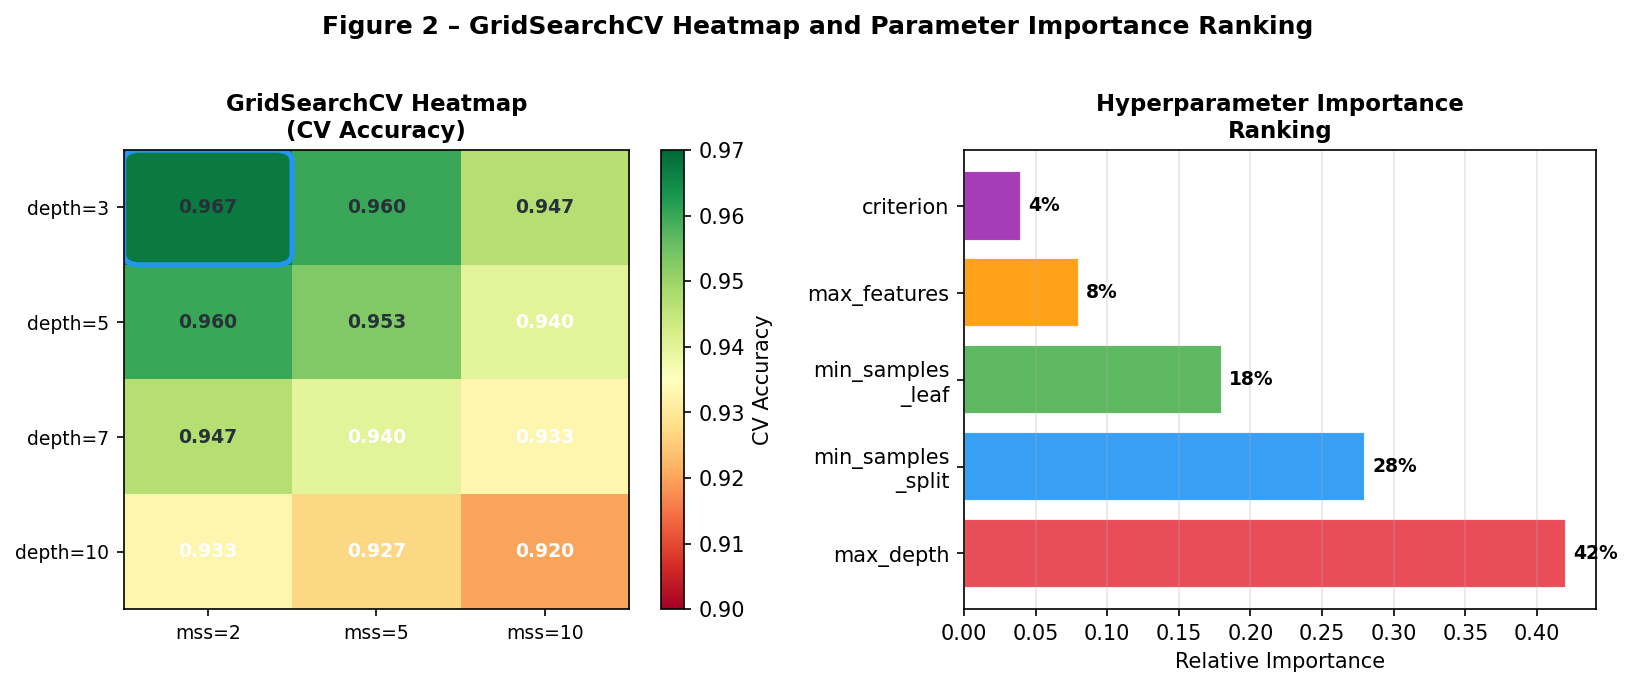 Figure 2 – GridSearchCV Heatmap and Parameter Importance Ranking
GridSearchCV Heatmap
(CV Accuracy)
depth=3
0.967
0.960
0.947
depth=5
0.960
0.953
0.940
depth=7
0.947
0.940
0.933
depth=10
0.933
0.927
0.920
mss=2
mss=5
mss=10
0.97
0.96
0.95
0.94
0.93
0.92
0.91
0.90
CV Accuracy
Hyperparameter Importance
Ranking
criterion
4%
max_features
8%
min_samples
_leaf
18%
min_samples
_split
28%
max_depth
42%
0.00
0.05
0.10
0.15
0.20
0.25
0.30
0.35
0.40
Relative Importance